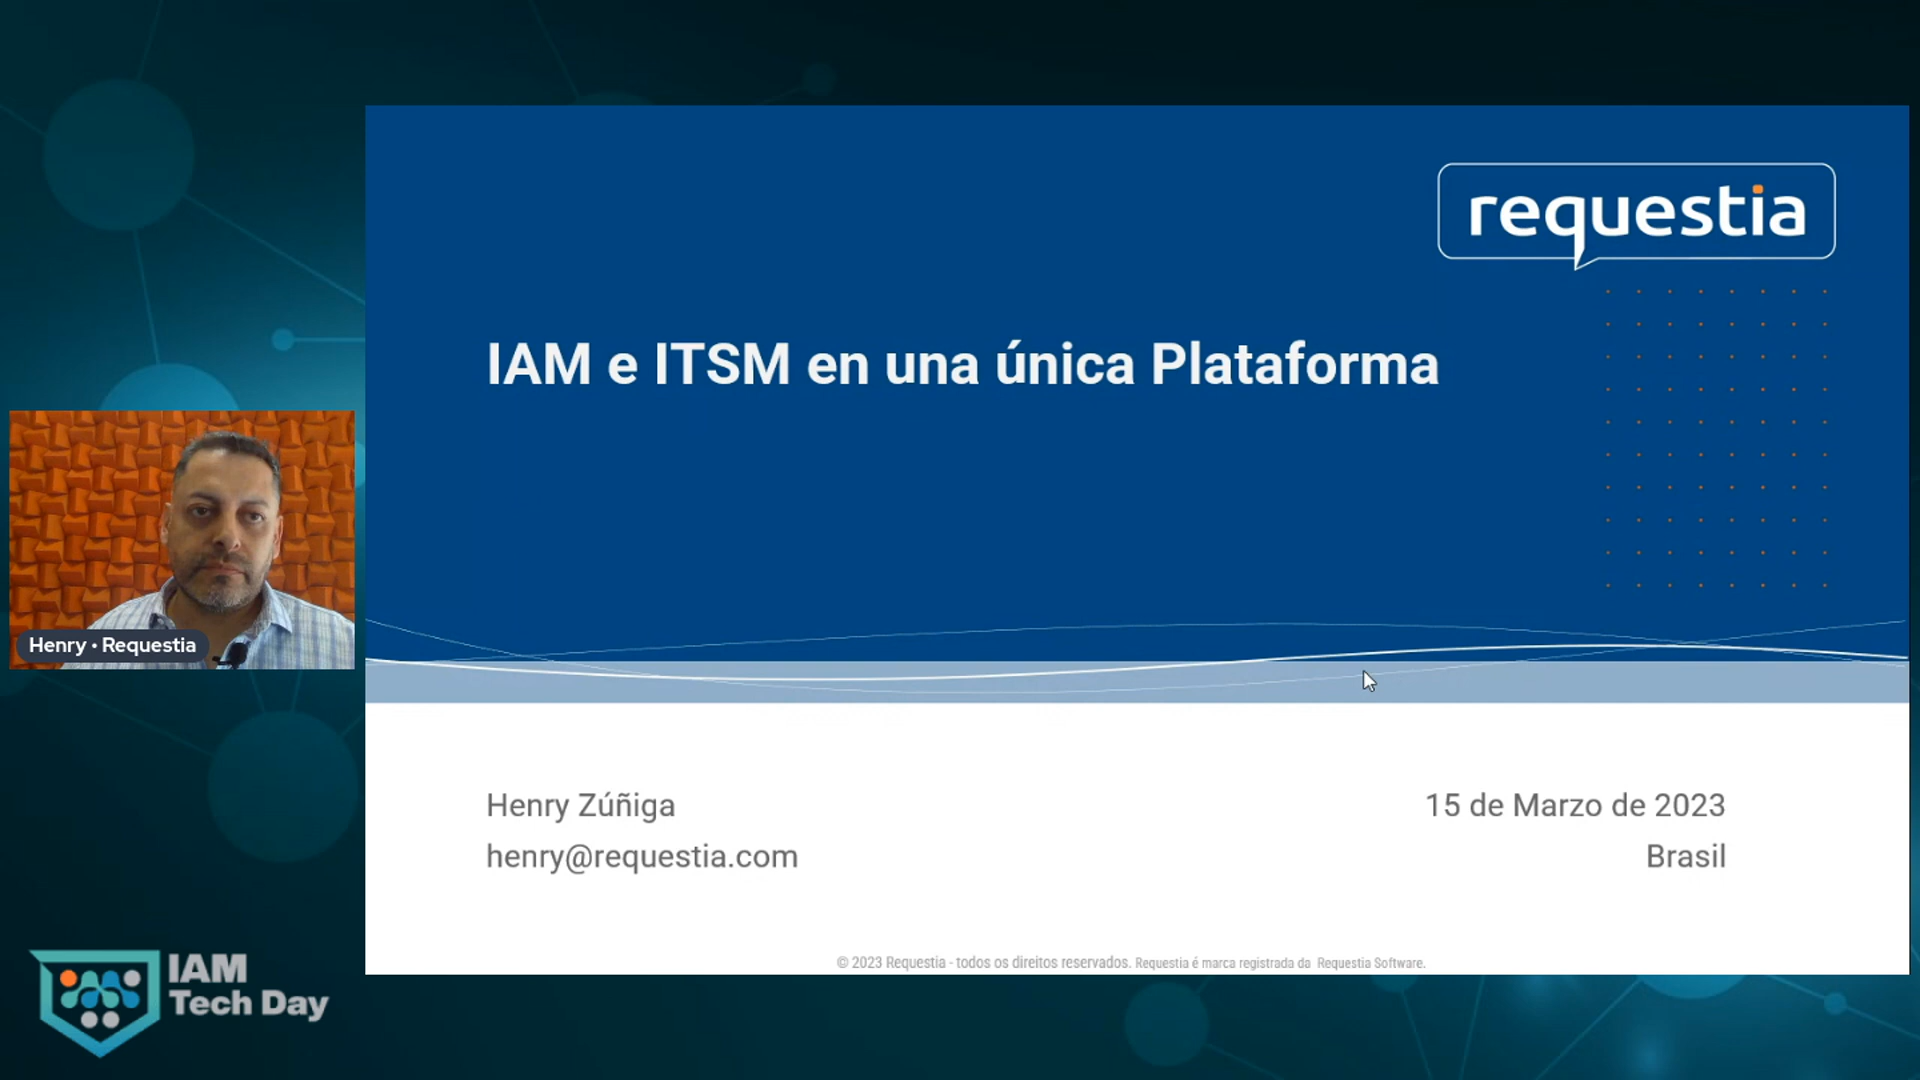 requestia
IAM e ITSM en una única Plataforma
Henry • Requestia
Henry Zúñiga
henry@requestia.com
15 de Marzo de 2023
Brasil
© 2023 Requestia - todos os direitos reservados. Requestia é marca registrada da Requestia Software.
IAM
Tech Day